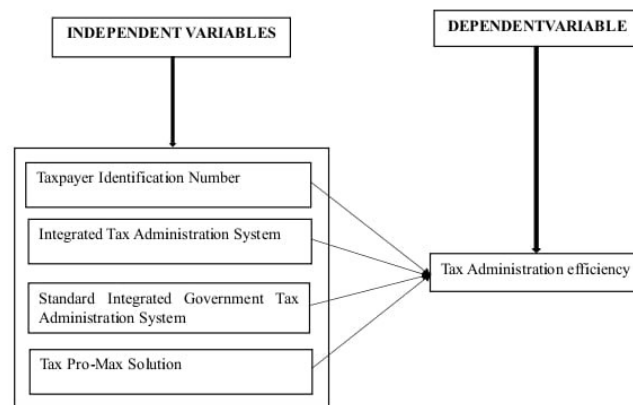 INDEPENDENT VARIABLES
DEPENDENTVARIABLE
Taxpayer Identification Number
Integrated Tax Administration System
Standard Integrated Government Tax
Administration System
Tax Pro-Max Solution
Tax Administration efficiency